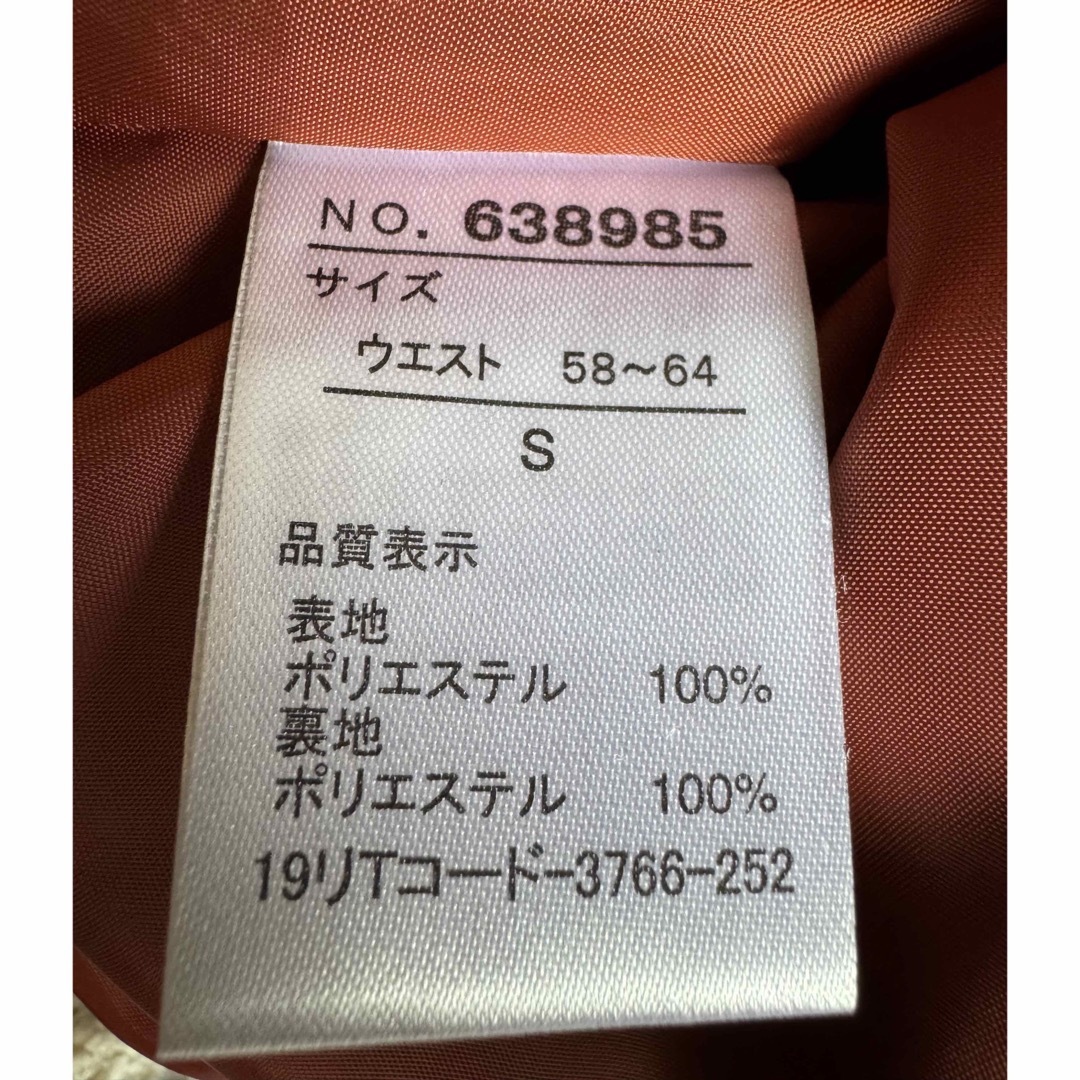 NO. 638985
サイズ
ウエスト 58～64
S
品質表示
表地
ポリエステル 100%
裏地
ポリエステル 100%
19リTコード-3766-252